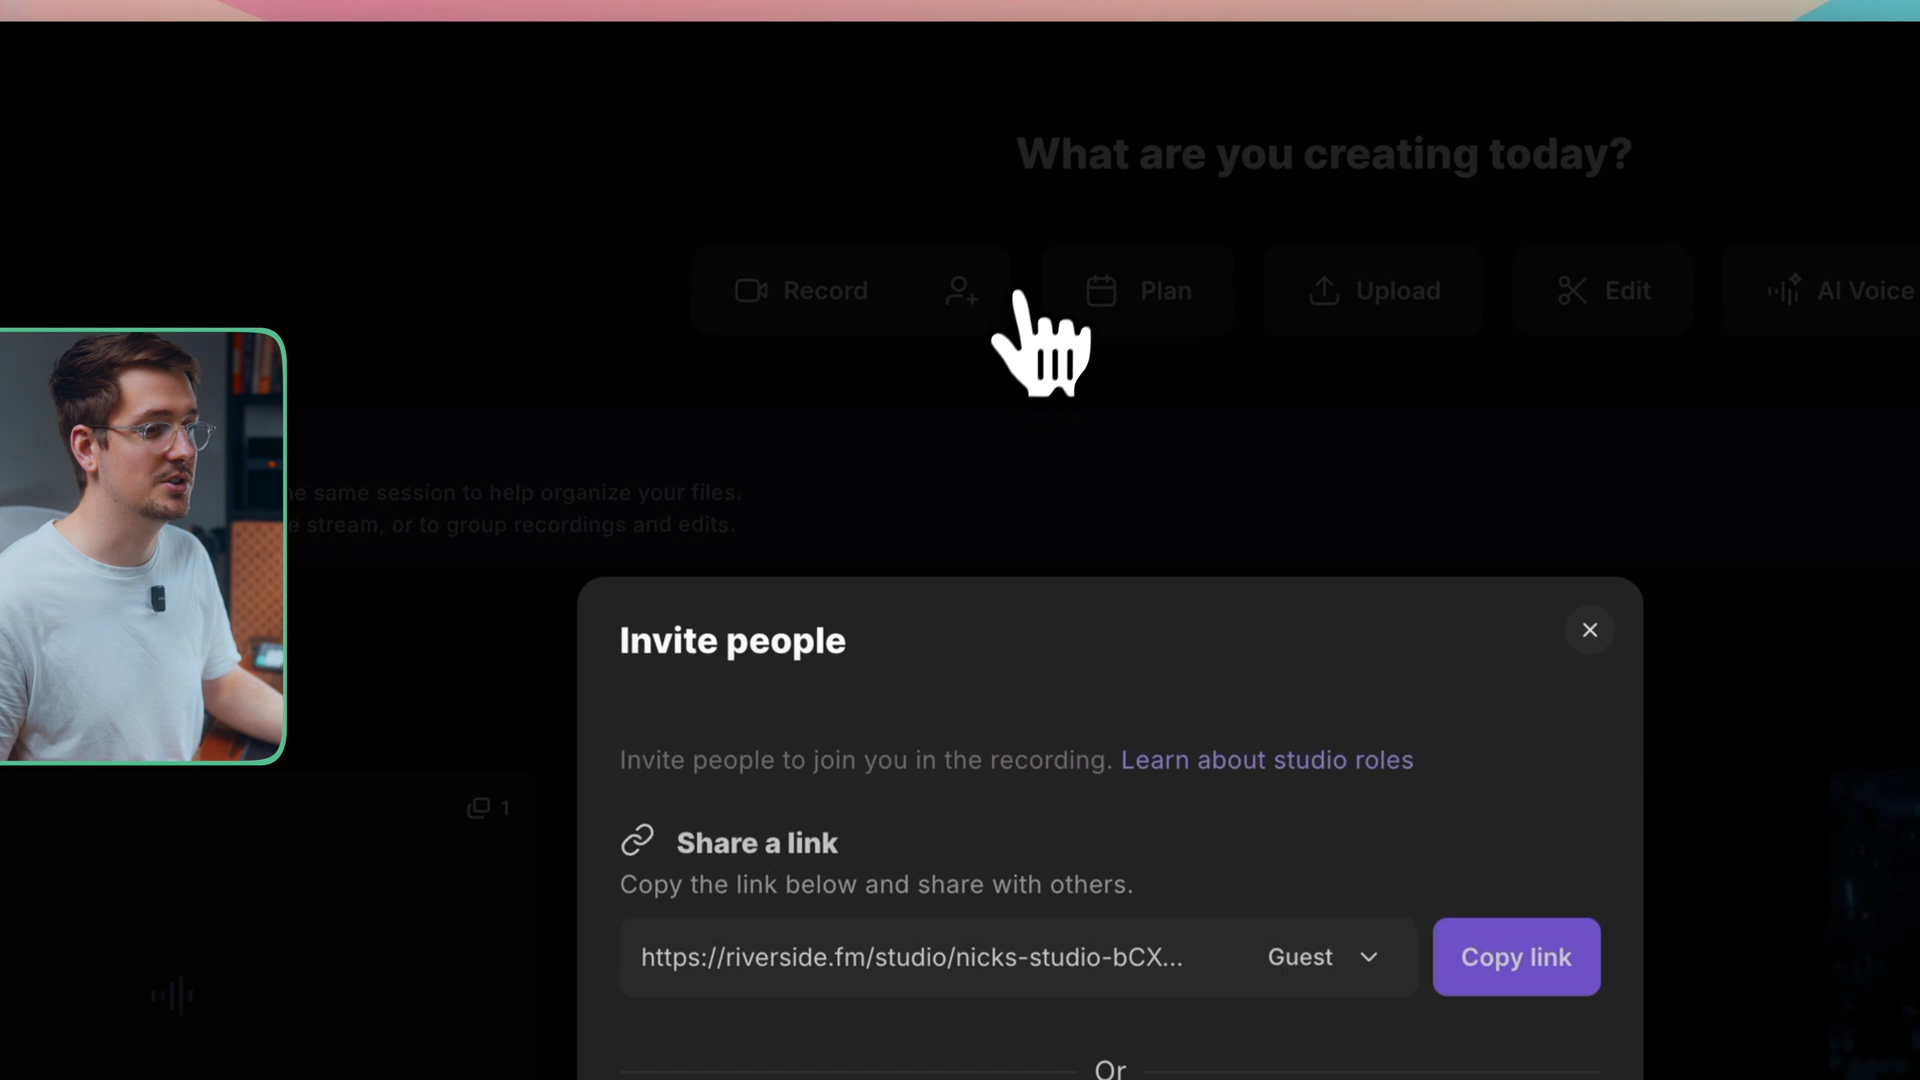 What are you creating today?
Record
Plan
Upload
Edit
AI Voice
he same session to help organize your files.
e stream, or to group recordings and edits.
Invite people
Invite people to join you in the recording. Learn about studio roles
1
Share a link
Copy the link below and share with others.
https://riverside.fm/studio/nicks-studio-bCX... Guest Copy link
Or